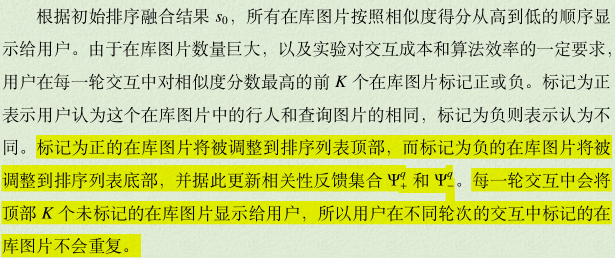 根据初始排序融合结果 s₀，所有在库图片按照相似度得分从高到低的顺序显
示给用户。由于在库图片数量巨大，以及实验对交互成本和算法效率的一定要求，
用户在每一轮交互中对相似度分数最高的前 K 个在库图片标记正或负。标记为正
表示用户认为这个在库图片中的行人和查询图片的相同，标记为负则表示认为不
同。标记为正的在库图片将被调整到排序列表顶部，而标记为负的在库图片将被
调整到排序列表底部，并据此更新相关性反馈集合 Ψ₊^q 和 Ψ₋^q。每一轮交互中会将
顶部 K 个未标记的在库图片显示给用户，所以用户在不同轮次的交互中标记的在
库图片不会重复。